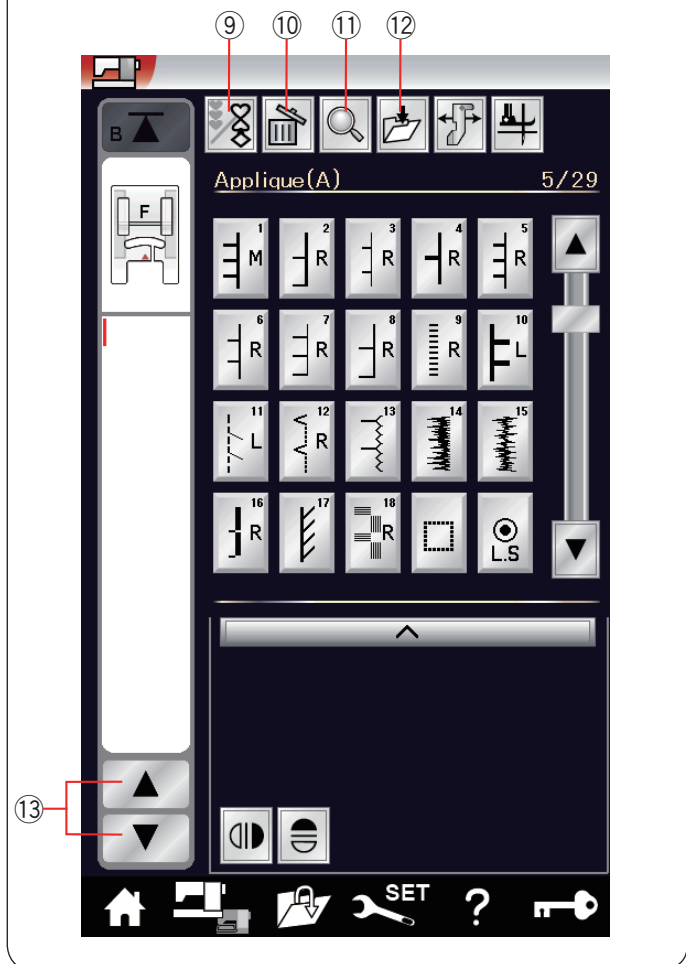 ⑨ ⑩ ⑪ ⑫
B
F
Applique(A) 5/29
1 M 2 R 3 R 4 R 5 R
6 R 7 R 8 R 9 R 10 L
11 L 12 R 13 14 15
16 R 17 18 R L.S
⑬
SET ?